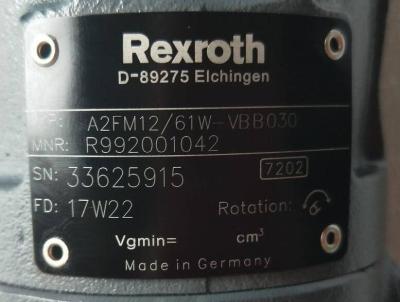 Rexroth
D-89275 Elchingen
TYP: A2FM12/61W-VBB030
MNR: R992001042
SN: 33625915 7202
FD: 17W22 Rotation:
Vgmin= cm³
Made in Germany